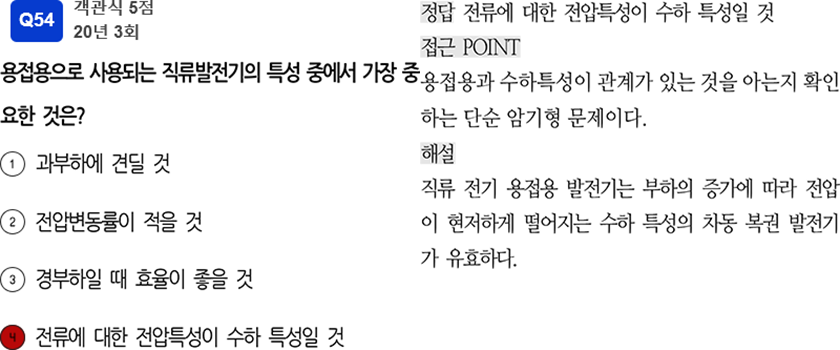 Q54
객관식 5점
20년 3회
용접용으로 사용되는 직류발전기의 특성 중에서 가장 중
요한 것은?
① 과부하에 견딜 것
② 전압변동률이 적을 것
③ 경부하일 때 효율이 좋을 것
④ 전류에 대한 전압특성이 수하 특성일 것
정답 전류에 대한 전압특성이 수하 특성일 것
접근 POINT
용접용과 수하특성이 관계가 있는 것을 아는지 확인
하는 단순 암기형 문제이다.
해설
직류 전기 용접용 발전기는 부하의 증가에 따라 전압
이 현저하게 떨어지는 수하 특성의 차동 복권 발전기
가 유효하다.